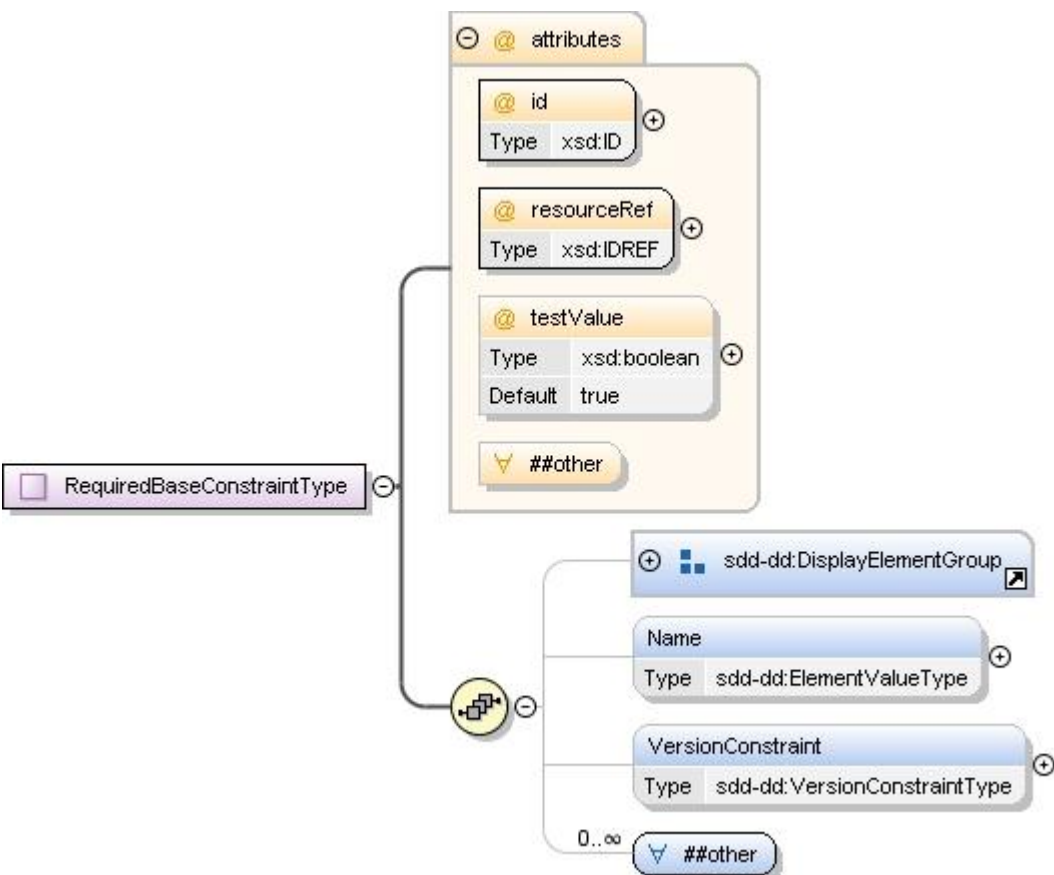 @ attributes
@ id
Type xsd:ID
@ resourceRef
Type xsd:IDREF
@ testValue
Type xsd:boolean
Default true
∀ ##other
RequiredBaseConstraintType
sdd-dd:DisplayElementGroup
Name
Type sdd-dd:ElementValueType
VersionConstraint
Type sdd-dd:VersionConstraintType
0..∞
∀ ##other